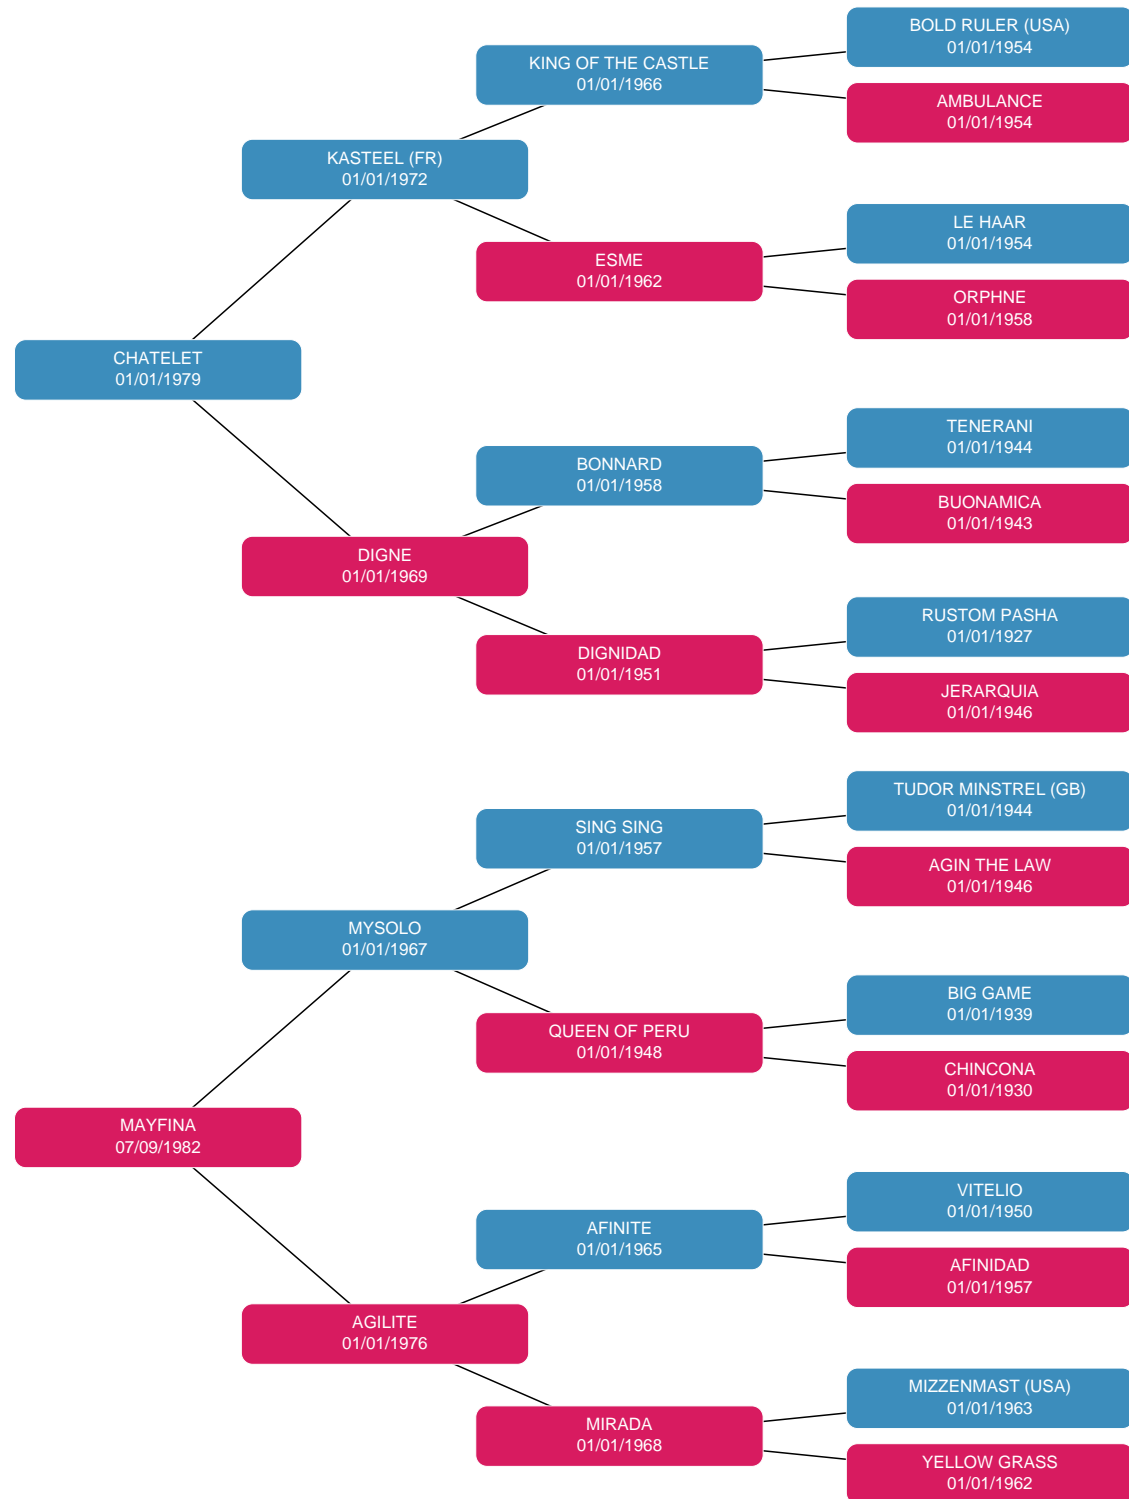 BOLD RULER (USA)
01/01/1954
KING OF THE CASTLE
01/01/1966
AMBULANCE
01/01/1954
KASTEEL (FR)
01/01/1972
LE HAAR
01/01/1954
ESME
01/01/1962
ORPHNE
01/01/1958
CHATELET
01/01/1979
TENERANI
01/01/1944
BONNARD
01/01/1958
BUONAMICA
01/01/1943
DIGNE
01/01/1969
RUSTOM PASHA
01/01/1927
DIGNIDAD
01/01/1951
JERARQUIA
01/01/1946
TUDOR MINSTREL (GB)
01/01/1944
SING SING
01/01/1957
AGIN THE LAW
01/01/1946
MYSOLO
01/01/1967
BIG GAME
01/01/1939
QUEEN OF PERU
01/01/1948
CHINCONA
01/01/1930
MAYFINA
07/09/1982
VITELIO
01/01/1950
AFINITE
01/01/1965
AFINIDAD
01/01/1957
AGILITE
01/01/1976
MIZZENMAST (USA)
01/01/1963
MIRADA
01/01/1968
YELLOW GRASS
01/01/1962